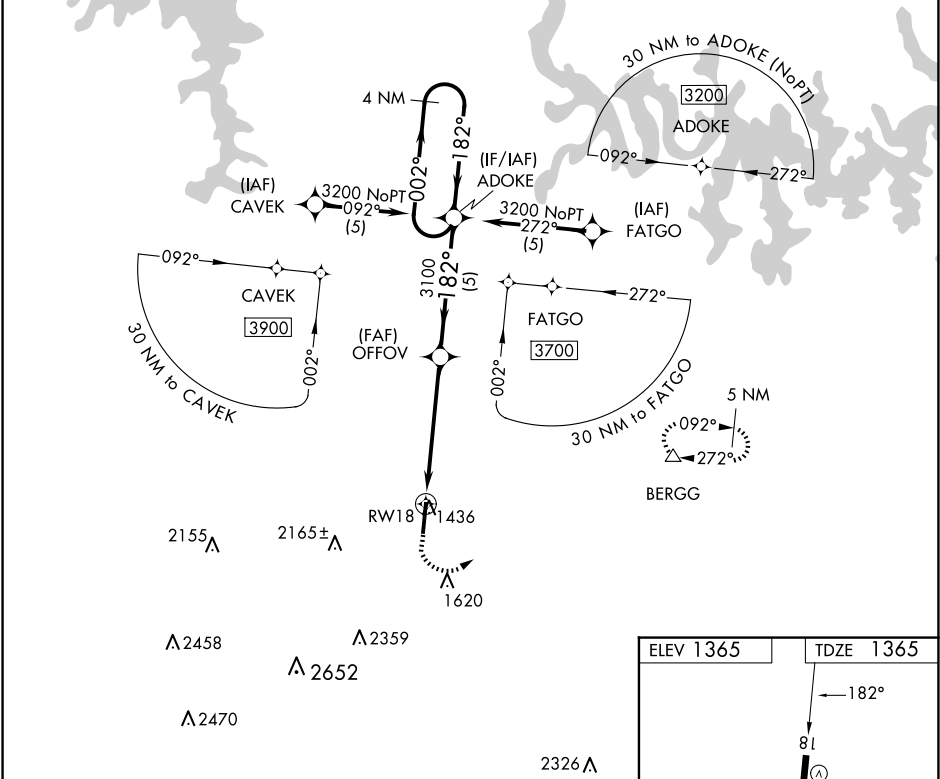 30 NM to ADOKE (NoPT)
3200
ADOKE
092°
272°
4 NM
182°
002°
(IF/IAF)
ADOKE
(IAF)
CAVEK
3200 NoPT
092°
(5)
3200 NoPT
272°
(5)
(IAF)
FATGO
3100
182°
(5)
092°
CAVEK
3900
002°
30 NM to CAVEK
(FAF)
OFFOV
272°
FATGO
3700
002°
30 NM to FATGO
5 NM
092°
272°
BERGG
RW18
1436
2155
2165±
1620
2458
2359
2652
2470
2326
ELEV 1365
TDZE 1365
182°
18